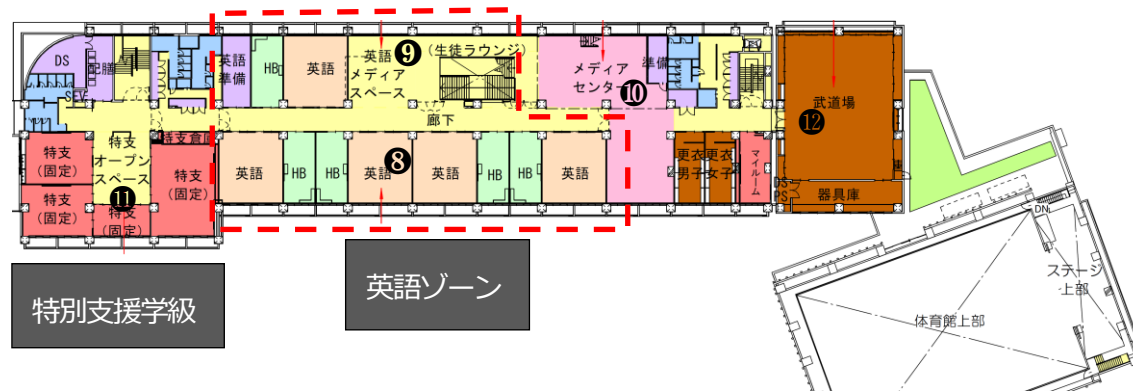 DS
配膳
SEV
英語
準備
HB
英語
英語
メディア
スペース
❾
(生徒ラウンジ)
メディア
センター
❿
準備
廊下
武道場
⓬
特支
(固定)
特支
オープン
スペース
特支倉庫
特支
(固定)
英語
HB
HB
英語
❽
英語
HB
HB
英語
更衣
男子
更衣
女子
マイルーム
DS
PS
器具庫
庫
特支
(固定)
⓫
特支
(固定)
DN
ステージ
上部
体育館上部
特別支援学級
英語ゾーン